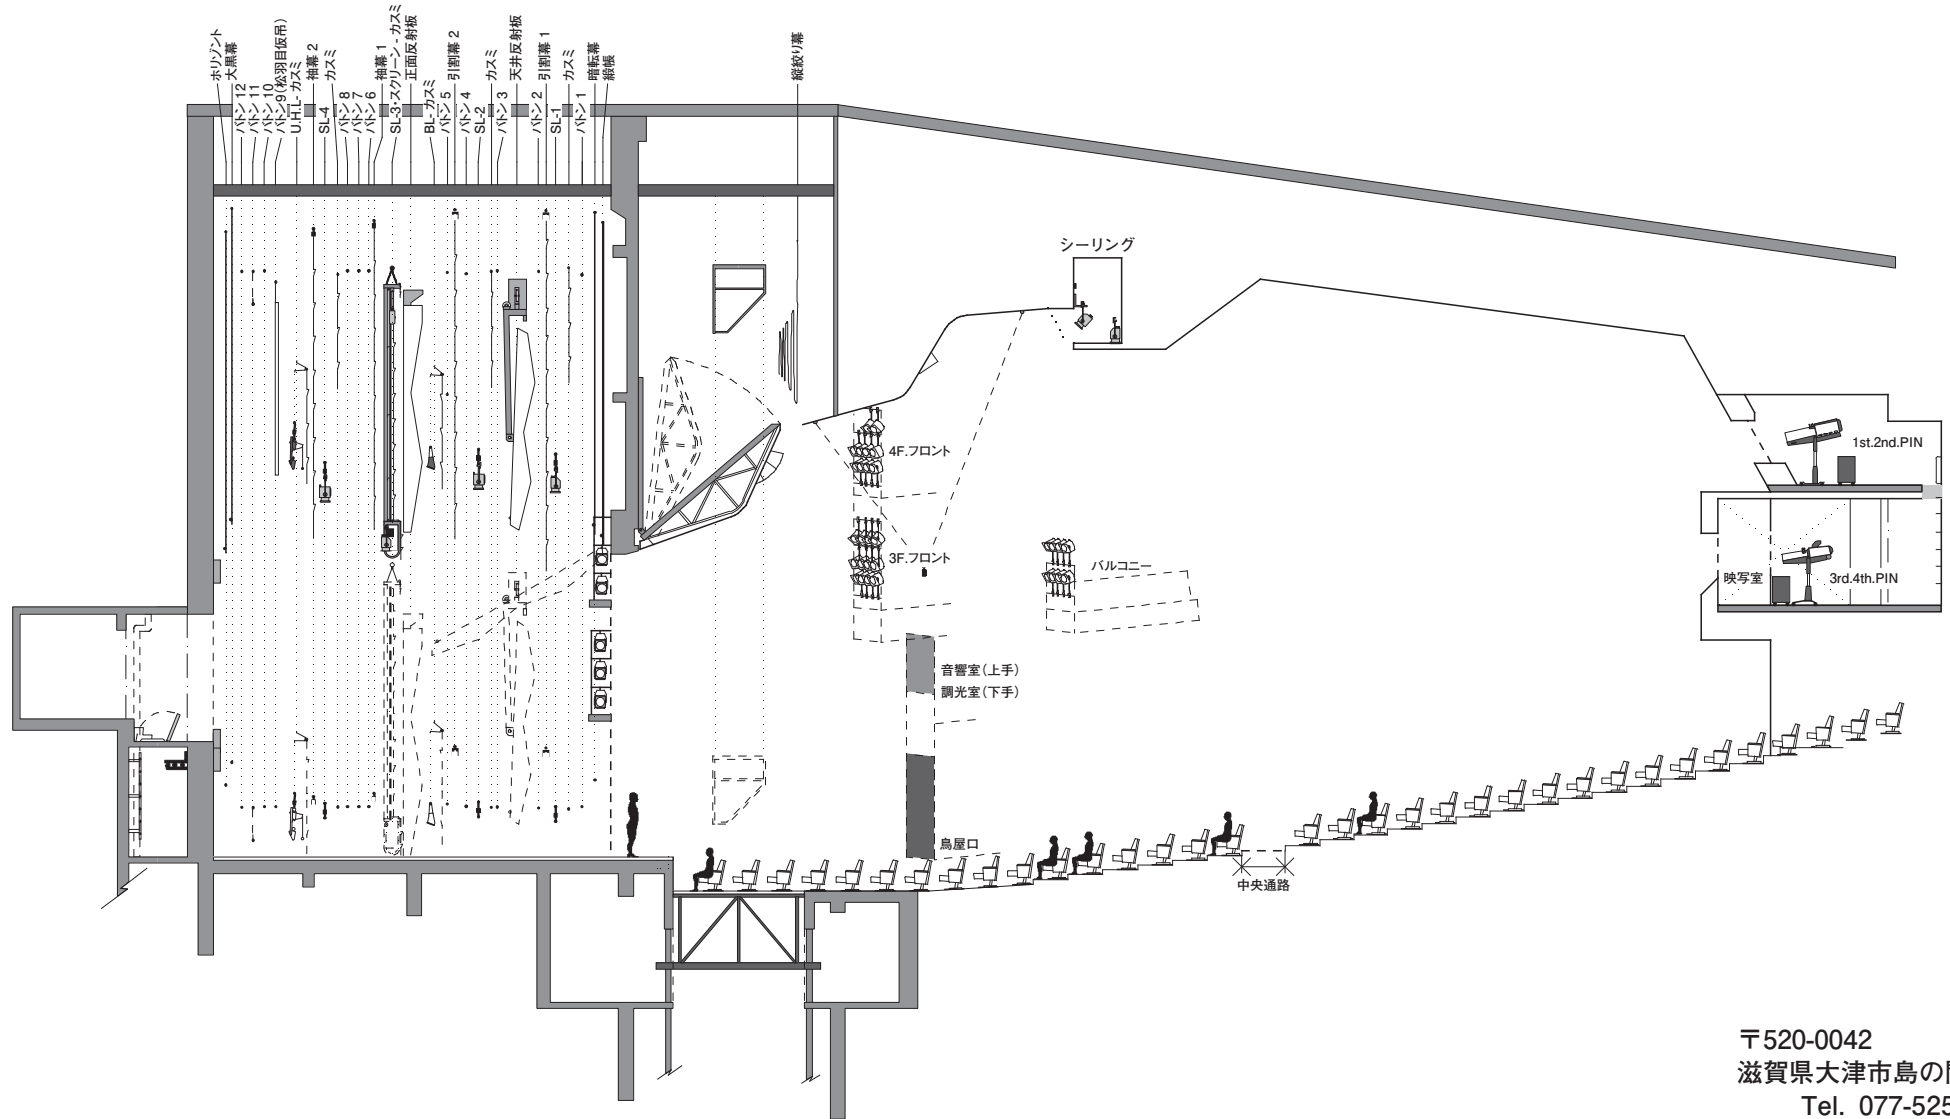 ホリゾント
大黒幕
バトン 12
バトン 11
バトン 10
バトン9(松羽目仮吊)
U.H.L- カスミ
袖幕 2
SL-4
カスミ
バトン 8
バトン 7
バトン 6
袖幕 1
SL-3・スクリーン - カスミ
正面反射板
BL- カスミ
バトン 5
引割幕 2
バトン 4
SL-2
カスミ
バトン 3
天井反射板
バトン 2
引割幕 1
SL-1
カスミ
バトン 1
暗転幕
緞帳
縦絞り幕
シーリング
4F.フロント
3F.フロント
バルコニー
1st.2nd.PIN
映写室
3rd.4th.PIN
音響室(上手)
調光室(下手)
鳥屋口
中央通路
〒520-0042
滋賀県大津市島の
Tel. 077-525